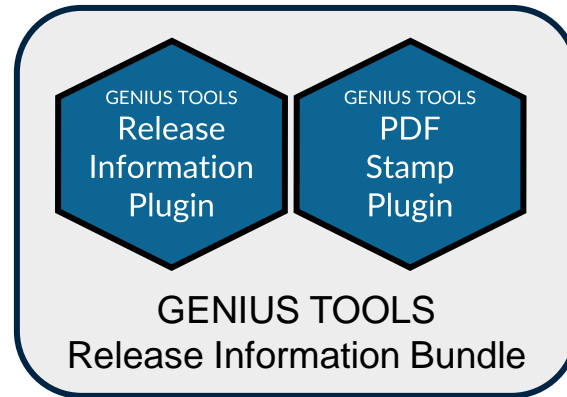 GENIUS TOOLS
Release
Information
Plugin
GENIUS TOOLS
PDF
Stamp
Plugin
GENIUS TOOLS
Release Information Bundle